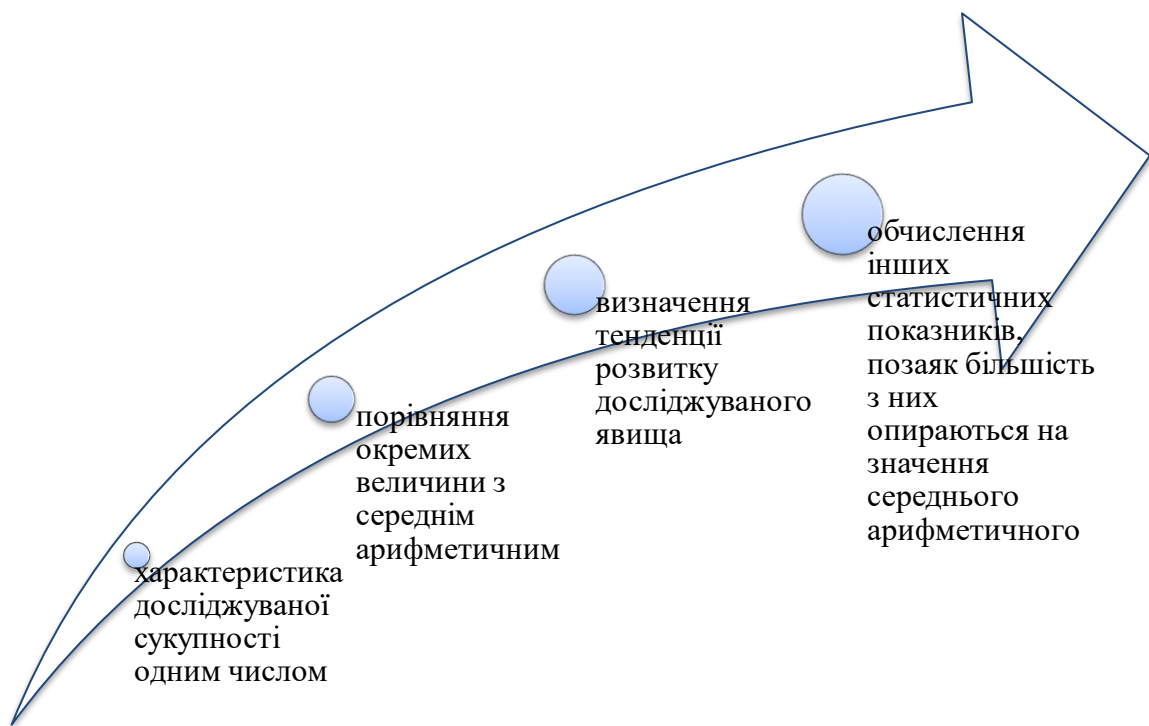 характеристика
досліджуваної
сукупності
одним числом
порівняння
окремих
величини з
середнім
арифметичним
визначення
тенденції
розвитку
досліджуваного
явища
обчислення
інших
статистичних
показників,
позаяк більшість
з них
опираються на
значення
середнього
арифметичного